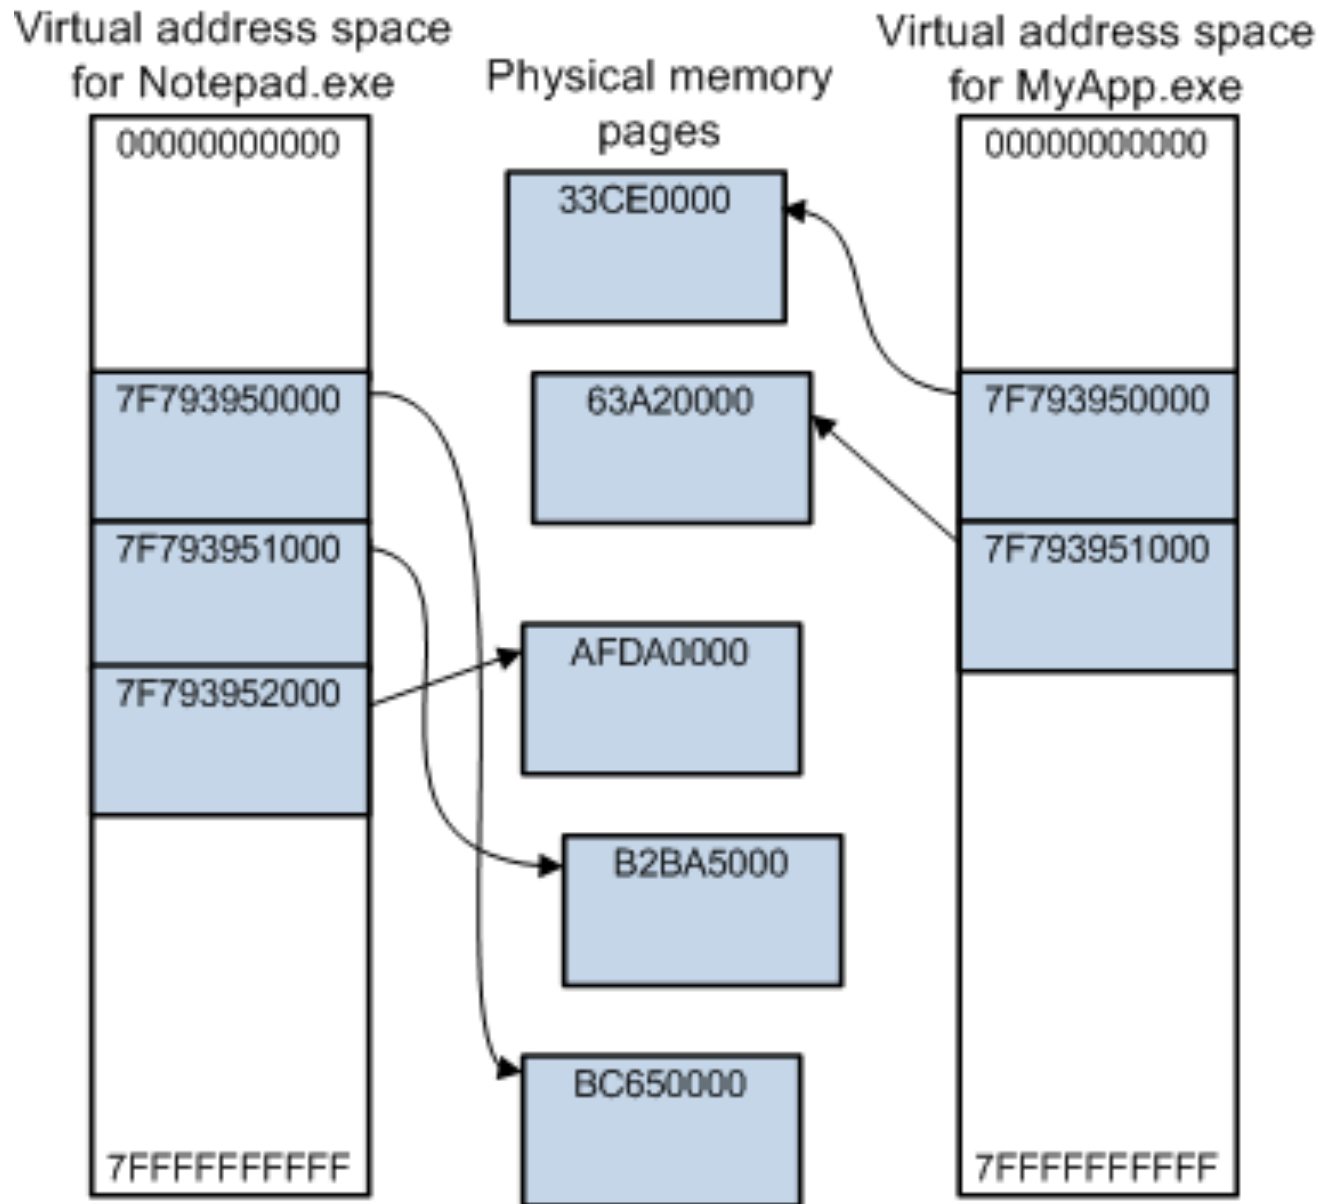 Virtual address space
for Notepad.exe
00000000000
7F793950000
7F793951000
7F793952000
7FFFFFFFFFF
Physical memory
pages
33CE0000
63A20000
AFDA0000
B2BA5000
BC650000
Virtual address space
for MyApp.exe
00000000000
7F793950000
7F793951000
7FFFFFFFFFF